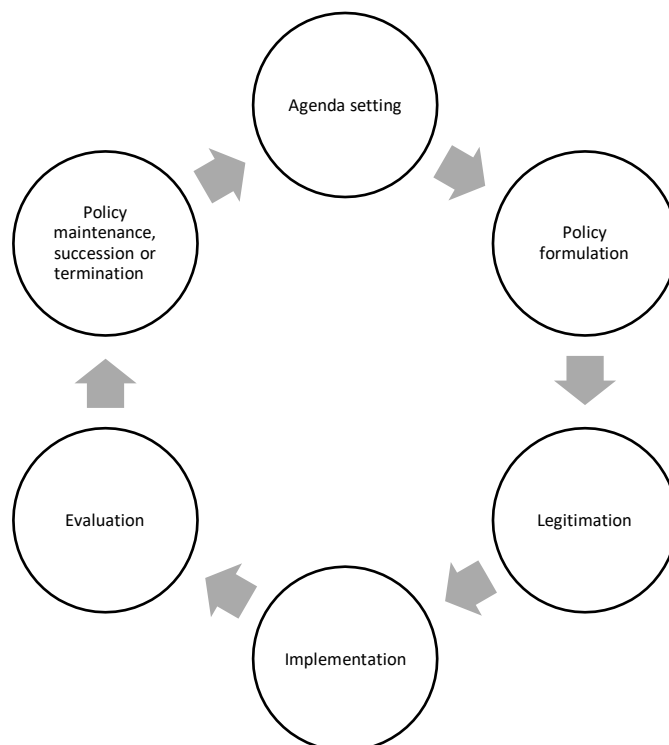 Agenda setting
Policy
formulation
Legitimation
Implementation
Evaluation
Policy
maintenance,
succession or
termination